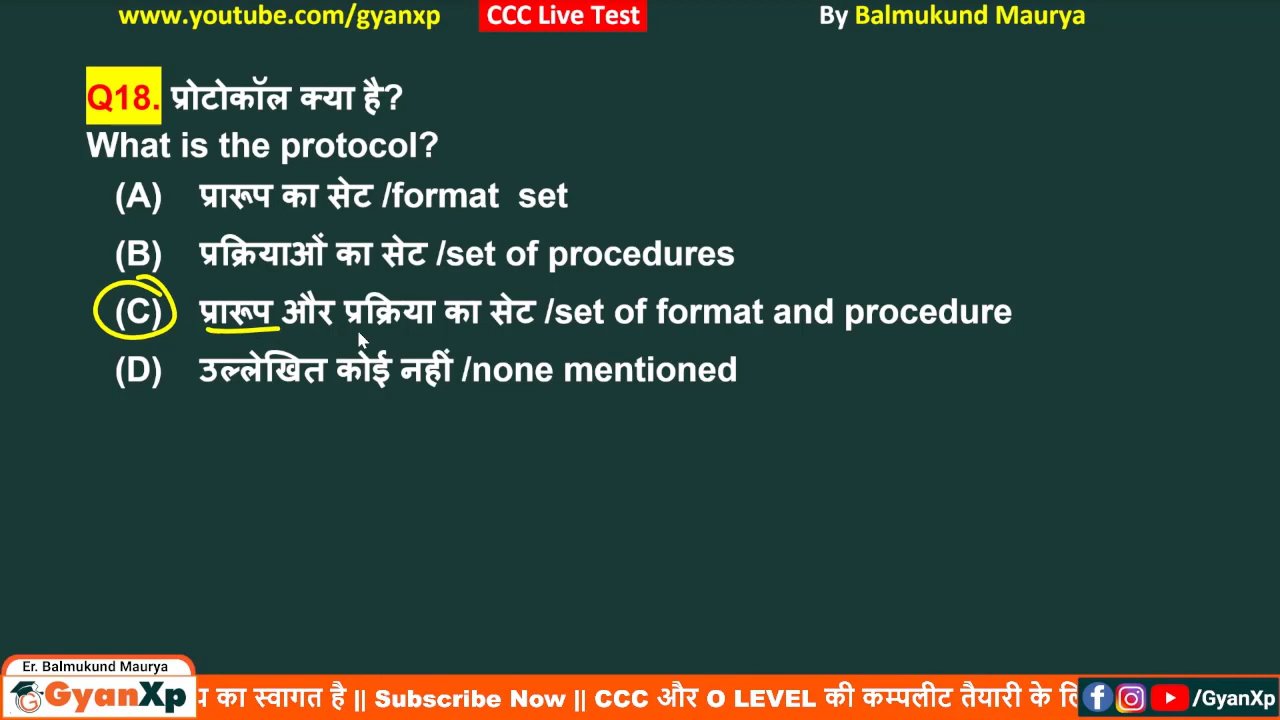 www.youtube.com/gyanxp CCC Live Test By Balmukund Maurya
Q18. प्रोटोकॉल क्या है?
What is the protocol?
(A) प्रारूप का सेट /format set
(B) प्रक्रियाओं का सेट /set of procedures
(C) प्रारूप और प्रक्रिया का सेट /set of format and procedure
(D) उल्लेखित कोई नहीं /none mentioned
Er. Balmukund Maurya
GyanXp
का स्वागत है || Subscribe Now || CCC और O LEVEL की कम्पलीट तैयारी के /GyanXp